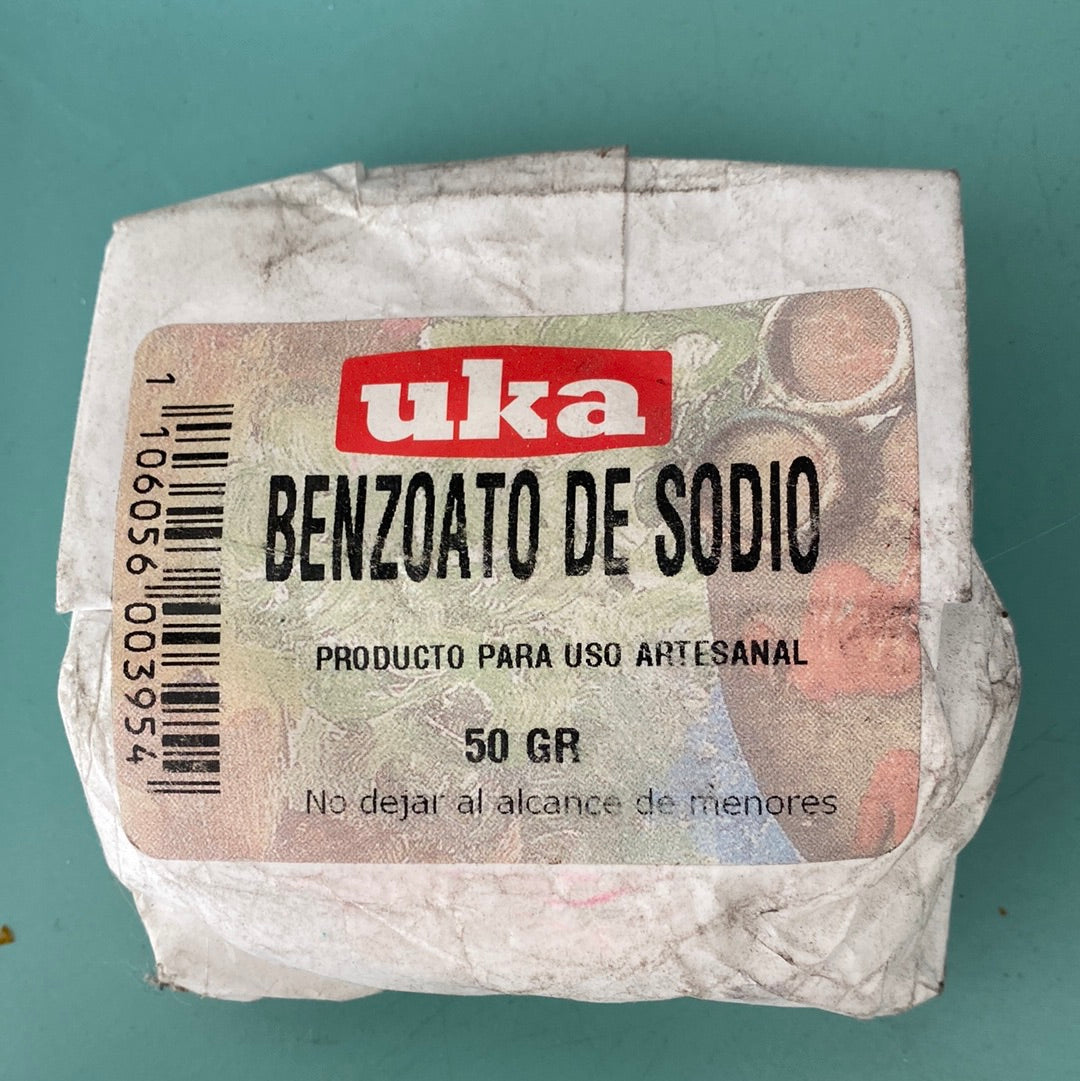 uka
BENZOATO DE SODIO
PRODUCTO PARA USO ARTESANAL
50 GR
No dejar al alcance de menores
1 106056 003954